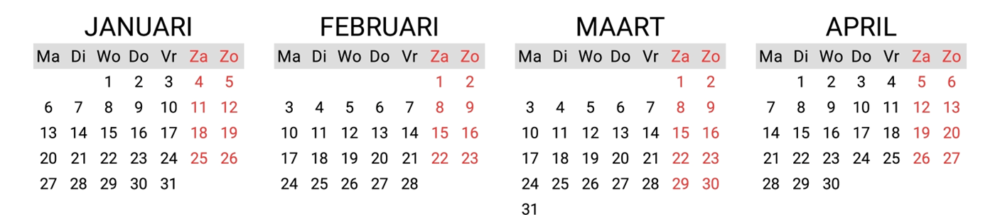 JANUARI FEBRUARI MAART APRIL
Ma Di Wo Do Vr Za Zo Ma Di Wo Do Vr Za Zo Ma Di Wo Do Vr Za Zo Ma Di Wo Do Vr Za Zo
1 2 3 4 5 1 2 1 2 1 2 3 4 5 6
6 7 8 9 10 11 12 3 4 5 6 7 8 9 3 4 5 6 7 8 9 7 8 9 10 11 12 13
13 14 15 16 17 18 19 10 11 12 13 14 15 16 10 11 12 13 14 15 16 14 15 16 17 18 19 20
20 21 22 23 24 25 26 17 18 19 20 21 22 23 17 18 19 20 21 22 23 21 22 23 24 25 26 27
27 28 29 30 31 24 25 26 27 28 24 25 26 27 28 29 30 28 29 30
31